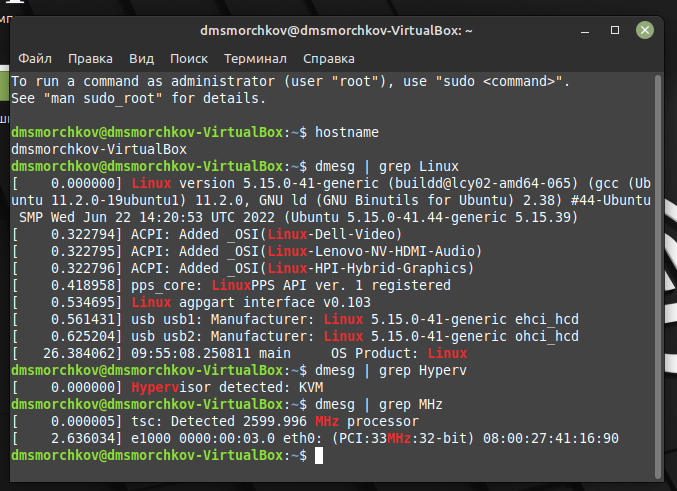 dmsmorchkov@dmsmorchkov-VirtualBox: ~
Файл Правка Вид Поиск Терминал Справка
To run a command as administrator (user "root"), use "sudo <command>".
See "man sudo_root" for details.
dmsmorchkov@dmsmorchkov-VirtualBox:~$ hostname
dmsmorchkov-VirtualBox
dmsmorchkov@dmsmorchkov-VirtualBox:~$ dmesg | grep Linux
[    0.000000] Linux version 5.15.0-41-generic (buildd@lcy02-amd64-065) (gcc (Ub
untu 11.2.0-19ubuntu1) 11.2.0, GNU ld (GNU Binutils for Ubuntu) 2.38) #44-Ubuntu
 SMP Wed Jun 22 14:20:53 UTC 2022 (Ubuntu 5.15.0-41.44-generic 5.15.39)
[    0.322794] ACPI: Added _OSI(Linux-Dell-Video)
[    0.322795] ACPI: Added _OSI(Linux-Lenovo-NV-HDMI-Audio)
[    0.322796] ACPI: Added _OSI(Linux-HPI-Hybrid-Graphics)
[    0.418958] pps_core: LinuxPPS API ver. 1 registered
[    0.534695] Linux agpgart interface v0.103
[    0.561431] usb usb1: Manufacturer: Linux 5.15.0-41-generic ehci_hcd
[    0.625204] usb usb2: Manufacturer: Linux 5.15.0-41-generic ohci_hcd
[   26.384062] 09:55:08.250811 main     OS Product: Linux
dmsmorchkov@dmsmorchkov-VirtualBox:~$ dmesg | grep Hyperv
[    0.000000] Hypervisor detected: KVM
dmsmorchkov@dmsmorchkov-VirtualBox:~$ dmesg | grep MHz
[    0.000005] tsc: Detected 2599.996 MHz processor
[    2.636034] e1000 0000:00:03.0 eth0: (PCI:33MHz:32-bit) 08:00:27:41:16:90
dmsmorchkov@dmsmorchkov-VirtualBox:~$